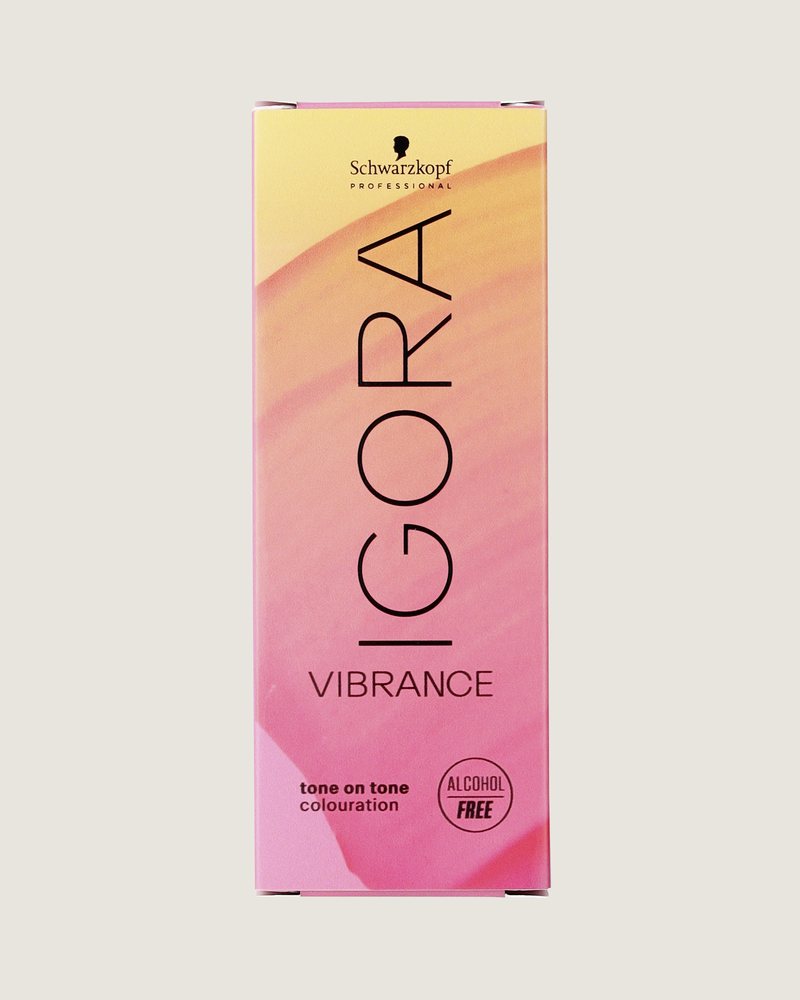 Schwarzkopf
PROFESSIONAL
IGORA
VIBRANCE
tone on tone
colouration
ALCOHOL
FREE